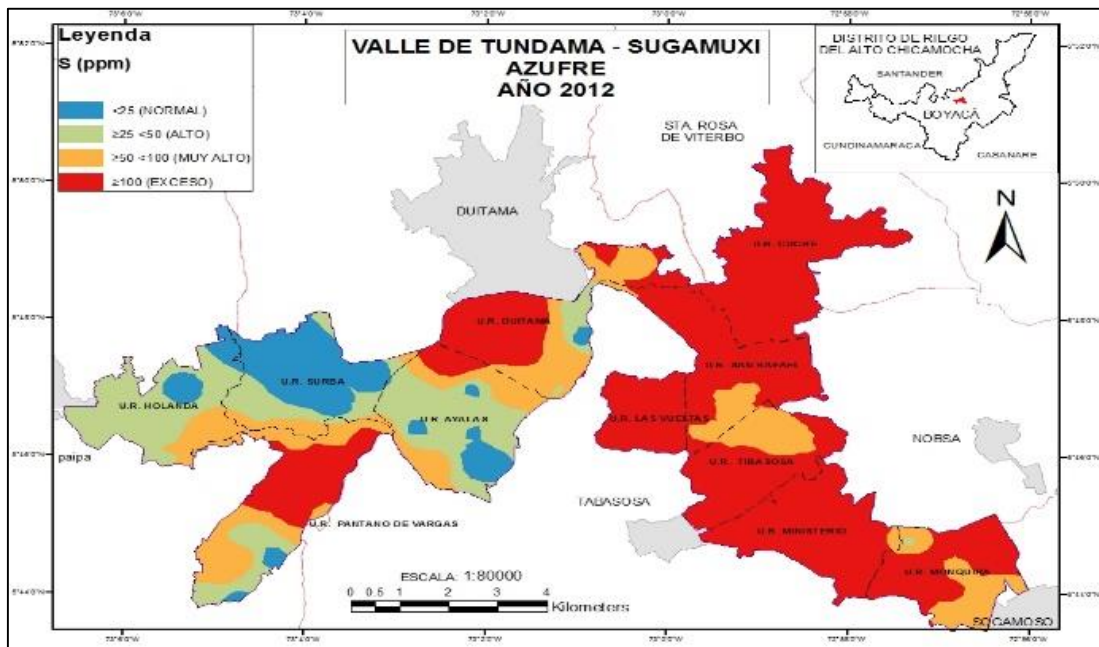 Leyenda
S (ppm)
<25 (NORMAL)
≥25 <50 (ALTO)
≥50 <100 (MUY ALTO)
≥100 (EXCESO)
VALLE DE TUNDAMA - SUGAMUXI
AZUFRE
AÑO 2012
DISTRITO DE RIEGO
DEL ALTO CHICAMOCHA
SANTANDER
BOYACÁ
CUNDINAMARCA
CASANARE
STA. ROSA
DE VITERBO
DUITAMA
N
U.R. CUCHE
U.R. DUITAMA
U.R. SAN RAFAEL
U.R. SURBA
U.R. HOLANDA
U.R. AYALAS
U.R. LAS VUELTAS
NOBSA
paipa
U.R. TIBASOSA
TABASOSA
U.R. PANTANO DE VARGAS
U.R. MINISTERIO
U.R. MONQUIRA
ESCALA: 1:80000
0 0.5 1 2 3 4
Kilometers
SOGAMOSO